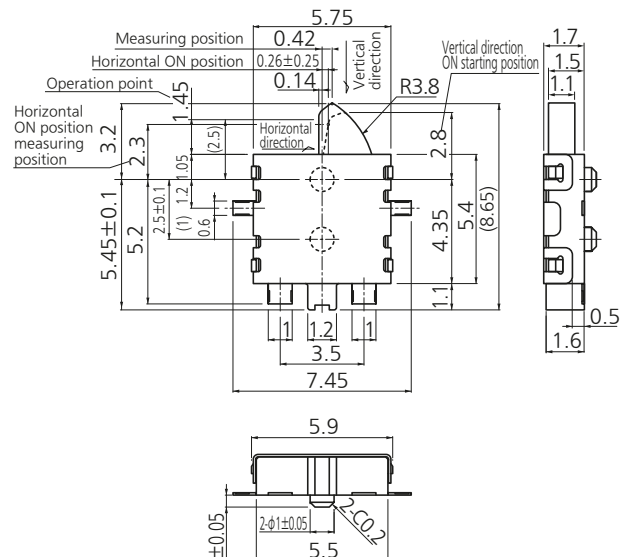 5.75
Measuring position 0.42
Horizontal ON position 0.26±0.25
0.14
Operation point
Vertical direction
Vertical direction
ON starting position
R3.8
Horizontal
ON position
measuring
position
3.2
2.3
1.45
(2.5)
1.05
Horizontal
direction
2.8
5.45±0.1
5.2
2.5±0.1
(1)
1.2
0.6
4.35
5.4
(8.65)
1.1
1
1.2
1
3.5
7.45
1.7
1.5
1.1
0.5
1.6
5.9
2-ϕ1±0.05
2-C0.2
±0.05
5.5